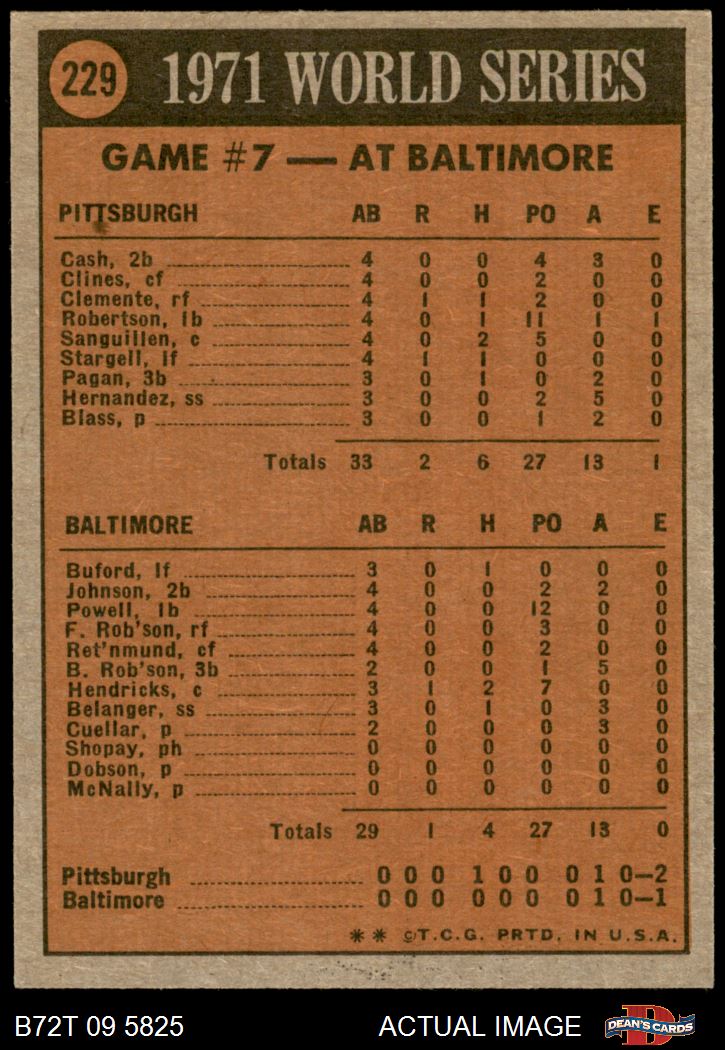 229 1971 WORLD SERIES
GAME #7 — AT BALTIMORE
PITTSBURGH AB R H PO A E
Cash, 2b 4 0 0 4 3 0
Clines, cf 4 0 0 2 0 0
Clemente, rf 4 1 1 2 0 0
Robertson, 1b 4 0 1 11 1 1
Sanguillen, c 4 0 2 5 0 0
Stargell, lf 4 1 1 0 0 0
Pagan, 3b 3 0 1 0 2 0
Hernandez, ss 3 0 0 2 5 0
Blass, p 3 0 0 1 2 0
Totals 33 2 6 27 13 1
BALTIMORE AB R H PO A E
Buford, lf 3 0 1 0 0 0
Johnson, 2b 4 0 0 2 2 0
Powell, 1b 4 0 0 12 0 0
F. Rob'son, rf 4 0 0 3 0 0
Ret'nmund, cf 4 0 0 2 0 0
B. Rob'son, 3b 2 0 0 1 5 0
Hendricks, c 3 1 2 7 0 0
Belanger, ss 3 0 1 0 3 0
Cuellar, p 2 0 0 0 3 0
Shopay, ph 0 0 0 0 0 0
Dobson, p 0 0 0 0 0 0
McNally, p 0 0 0 0 0 0
Totals 29 1 4 27 13 0
Pittsburgh 0 0 0 1 0 0 0 1 0—2
Baltimore 0 0 0 0 0 0 0 1 0—1
** ©T.C.G. PRTD. IN U.S.A.
B72T 09 5825 ACTUAL IMAGE D DEAN'S CARDS